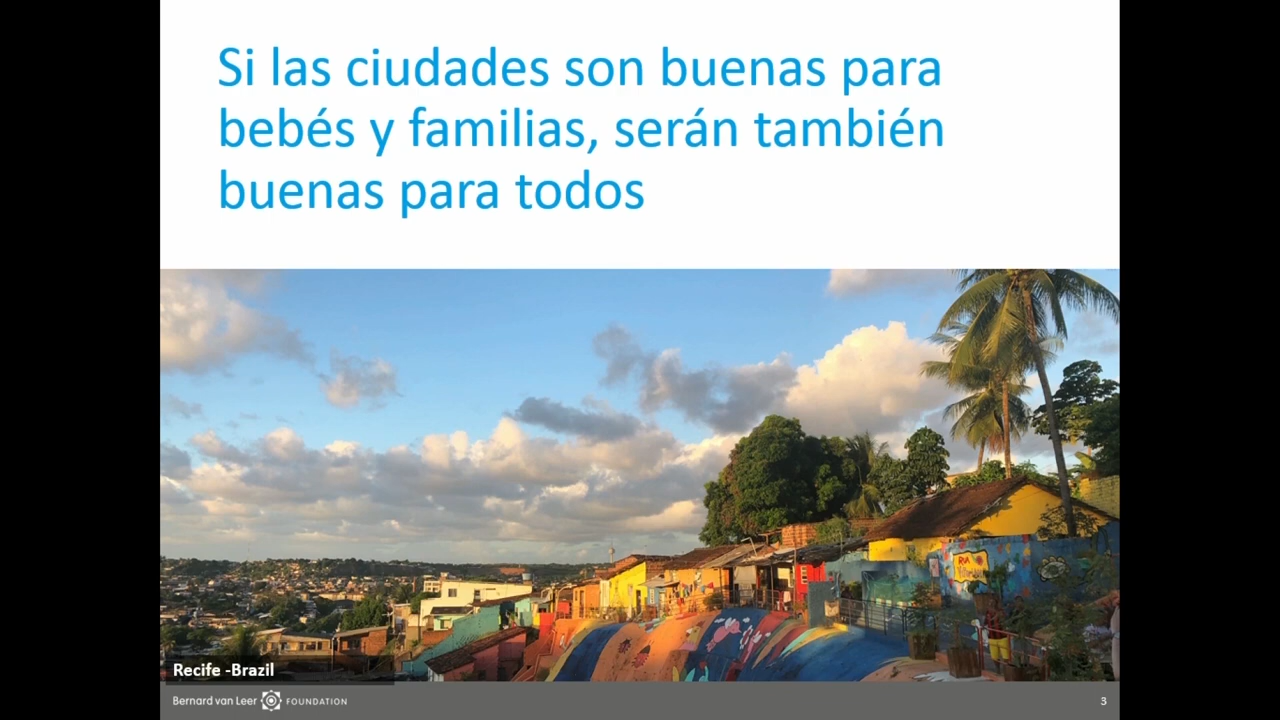 Si las ciudades son buenas para
bebés y familias, serán también
buenas para todos
Recife -Brazil
Bernard van Leer FOUNDATION
3